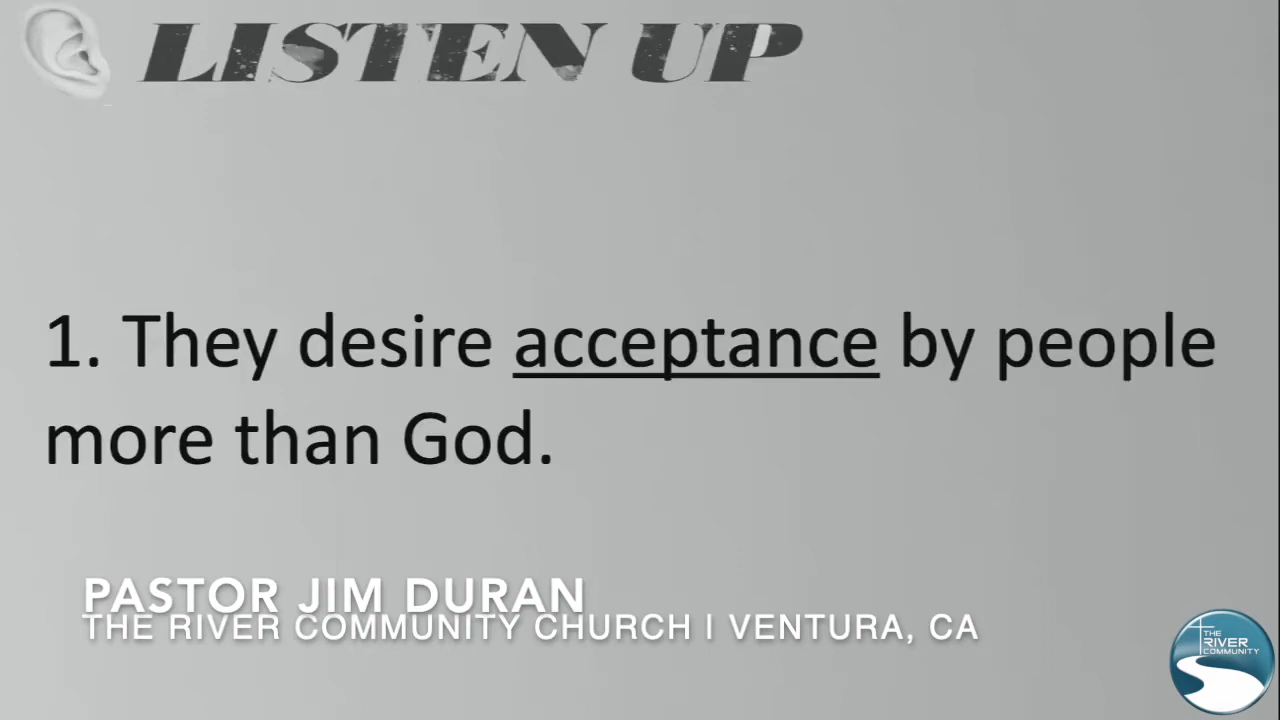 LISTEN UP
1. They desire acceptance by people
more than God.
PASTOR JIM DURAN
THE RIVER COMMUNITY CHURCH | VENTURA, CA
THE
RIVER
COMMUNITY